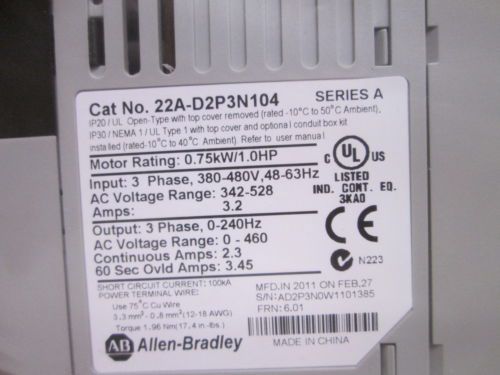 Cat No. 22A-D2P3N104 SERIES A
IP20 / UL Open-Type with top cover removed (rated -10°C to 50°C Ambient),
IP30 / NEMA 1 / UL Type 1 with top cover and optional conduit box kit
installed (rated-10°C to 40°C Ambient). Refer to user manual
Motor Rating: 0.75kW/1.0HP
Input: 3 Phase, 380-480V,48-63Hz
AC Voltage Range: 342-528
Amps: 3.2
Output: 3 Phase, 0-240Hz
AC Voltage Range: 0 - 460
Continuous Amps: 2.3
60 Sec Ovld Amps: 3.45
C UL US
LISTED
IND. CONT. EQ.
3KA0
CE
N223
SHORT CIRCUIT CURRENT: 100kA
POWER TERMINAL WIRE:
Use 75°C Cu Wire
3.3 mm² - 0.8 mm² (12-18 AWG)
Torque 1.96 Nm (17.4 in.-lbs.)
MFD.IN 2011 ON FEB,27
S/N: AD2P3N0W1101385
FRN: 6.01
AB Allen-Bradley
MADE IN CHINA